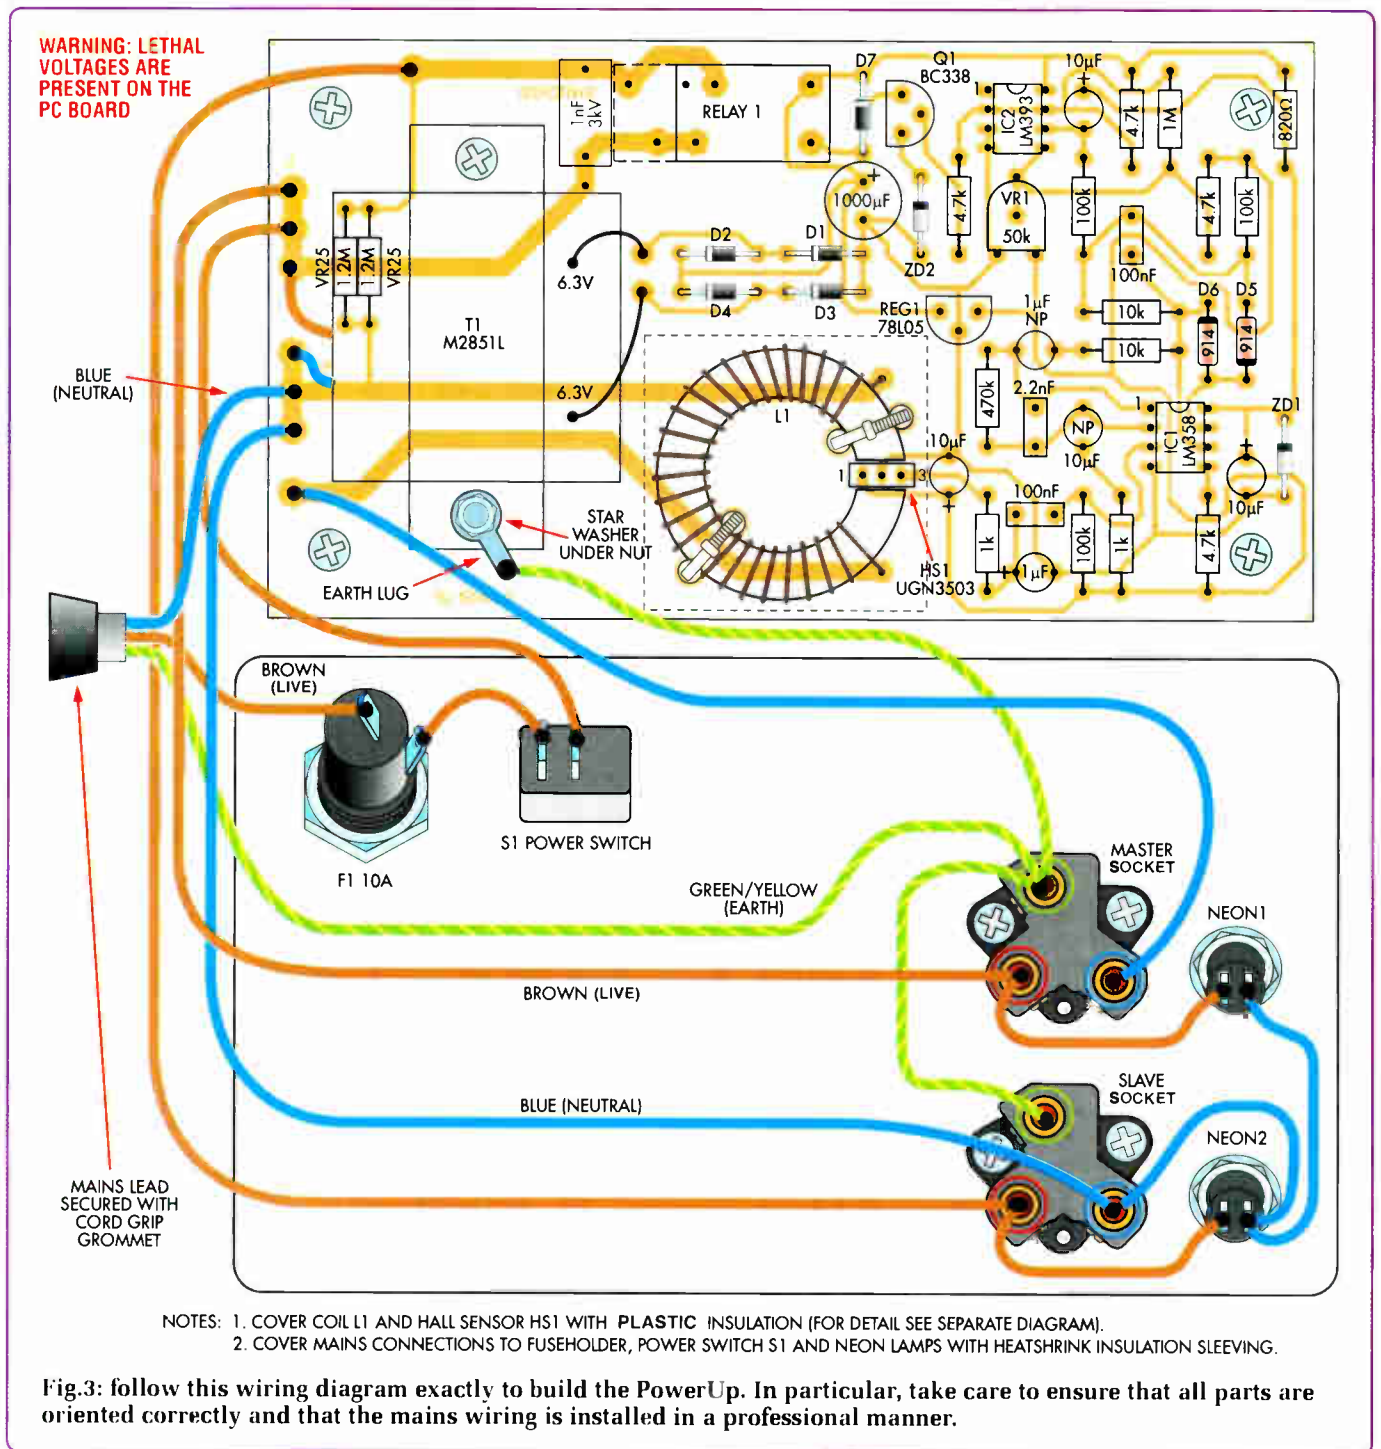 WARNING: LETHAL
VOLTAGES ARE
PRESENT ON THE
PC BOARD
1nF
3kV
RELAY 1
D7
Q1
BC338
10µF
+
1
IC2
LM393
4.7k
1M
820Ω
+
1000µF
ZD2
4.7k
VR1
50k
100k
100nF
4.7k
100k
VR25
1.2M
1.2M
VR25
6.3V
D2
D1
D4
D3
T1
M2851L
REG1
78L05
1µF
NP
10k
10k
D6
D5
914
914
BLUE
(NEUTRAL)
6.3V
L1
470k
2.2nF
NP
10µF
1
IC1
LM358
ZD1
1
3
10µF
+
100nF
+
10µF
STAR
WASHER
UNDER NUT
EARTH LUG
HS1
UGN3503
1k
+
1µF
100k
1k
4.7k
BROWN
(LIVE)
S1 POWER SWITCH
F1 10A
GREEN/YELLOW
(EARTH)
MASTER
SOCKET
NEON1
BROWN (LIVE)
SLAVE
SOCKET
BLUE (NEUTRAL)
NEON2
MAINS LEAD
SECURED WITH
CORD GRIP
GROMMET
NOTES: 1. COVER COIL L1 AND HALL SENSOR HS1 WITH PLASTIC INSULATION (FOR DETAIL SEE SEPARATE DIAGRAM).
2. COVER MAINS CONNECTIONS TO FUSEHOLDER, POWER SWITCH S1 AND NEON LAMPS WITH HEATSHRINK INSULATION SLEEVING.
Fig.3: follow this wiring diagram exactly to build the PowerUp. In particular, take care to ensure that all parts are
oriented correctly and that the mains wiring is installed in a professional manner.